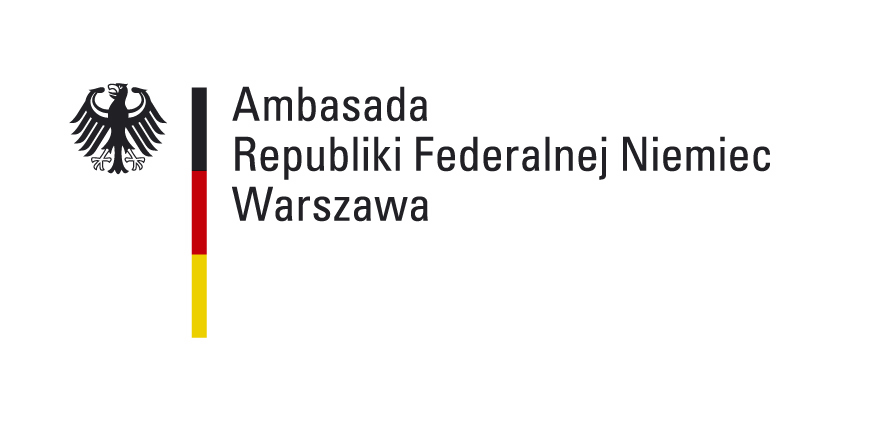 Ambasada
Republiki Federalnej Niemiec
Warszawa